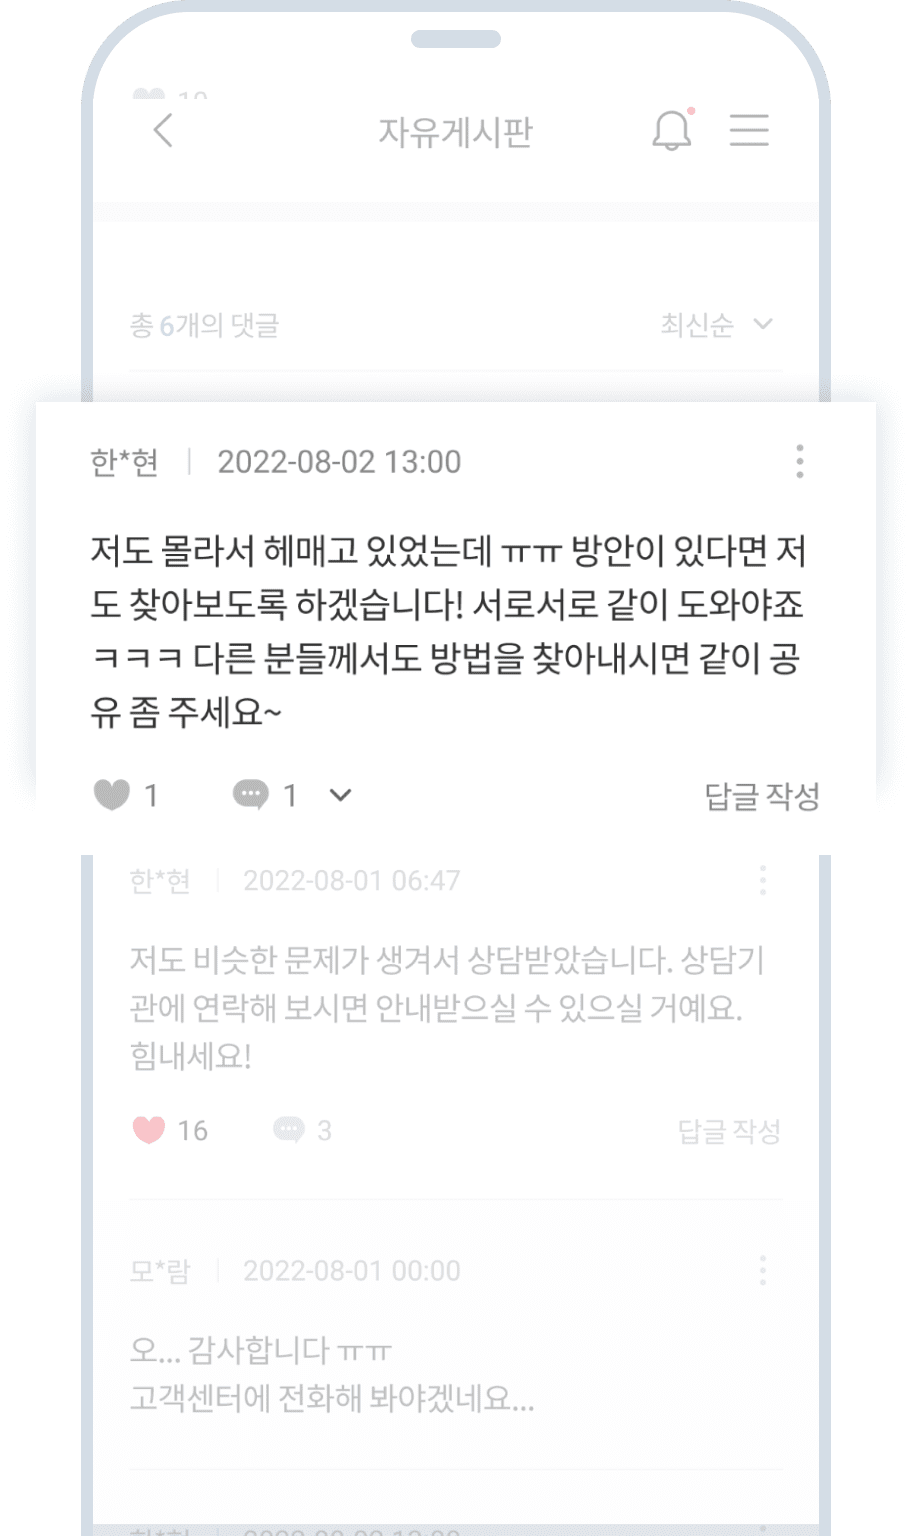 자유게시판
총 6개의 댓글
최신순
한*현 2022-08-02 13:00
저도 몰라서 헤매고 있었는데 ㅠㅠ 방안이 있다면 저
도 찾아보도록 하겠습니다! 서로서로 같이 도와야죠
ㅋㅋㅋ 다른 분들께서도 방법을 찾아내시면 같이 공
유 좀 주세요~
1 1 답글 작성
한*현 2022-08-01 06:47
저도 비슷한 문제가 생겨서 상담받았습니다. 상담기
관에 연락해 보시면 안내받으실 수 있으실 거예요.
힘내세요!
16 3 답글 작성
모*람 2022-08-01 00:00
오... 감사합니다 ㅠㅠ
고객센터에 전화해 봐야겠네요...